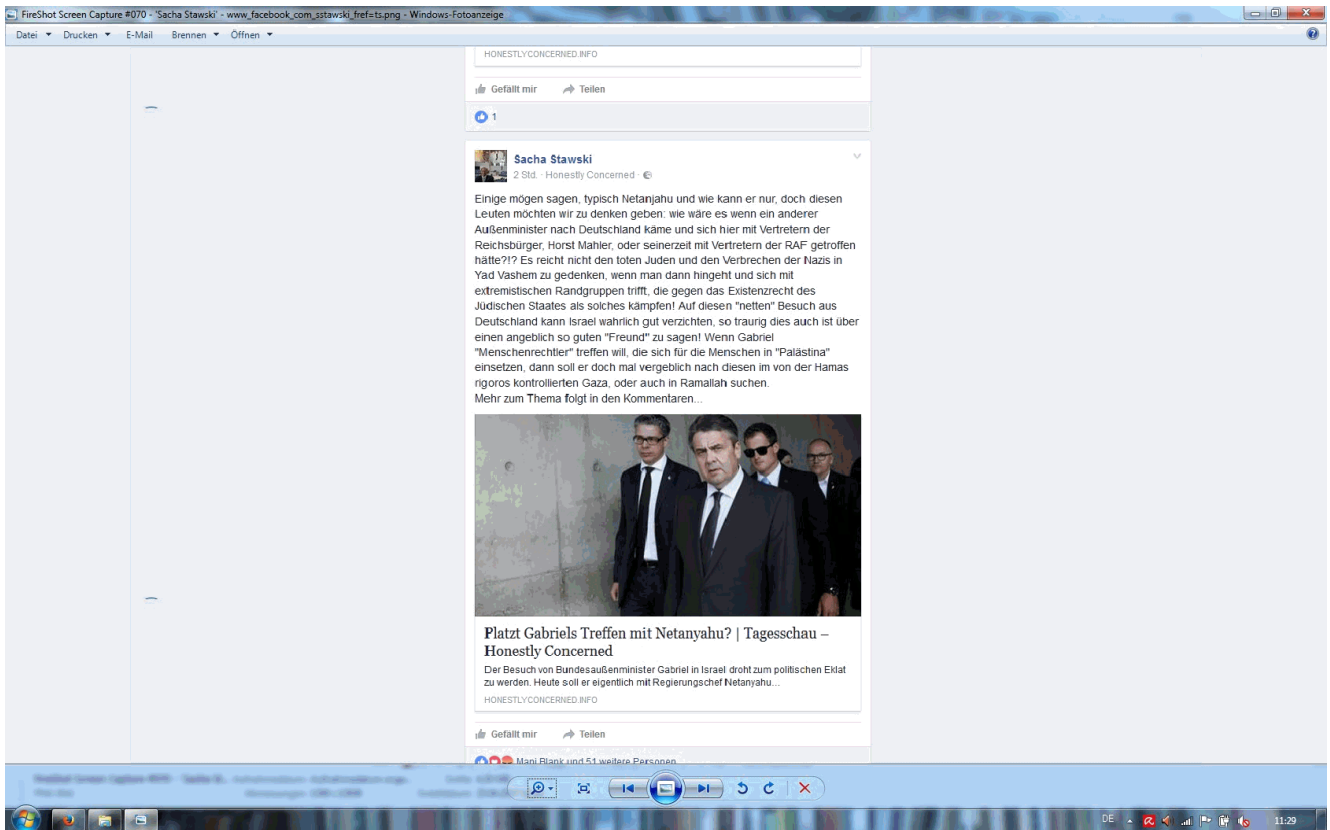 FireShot Screen Capture #070 - 'Sacha Stawski' - www_facebook_com_sstawski_fref=ts.png - Windows-Fotoanzeige
Datei Drucken E-Mail Brennen Öffnen
HONESTLYCONCERNED.INFO
Gefällt mir Teilen
1
Sacha Stawski
2 Std. · Honestly Concerned ·
Einige mögen sagen, typisch Netanjahu und wie kann er nur, doch diesen
Leuten möchten wir zu denken geben: wie wäre es wenn ein anderer
Außenminister nach Deutschland käme und sich hier mit Vertretern der
Reichsbürger, Horst Mahler, oder seinerzeit mit Vertretern der RAF getroffen
hätte?!? Es reicht nicht den toten Juden und den Verbrechen der Nazis in
Yad Vashem zu gedenken, wenn man dann hingeht und sich mit
extremistischen Randgruppen trifft, die gegen das Existenzrecht des
Jüdischen Staates als solches kämpfen! Auf diesen "netten" Besuch aus
Deutschland kann Israel wahrlich gut verzichten, so traurig dies auch ist über
einen angeblich so guten "Freund" zu sagen! Wenn Gabriel
"Menschenrechtler" treffen will, die sich für die Menschen in "Palästina"
einsetzen, dann soll er doch mal vergeblich nach diesen im von der Hamas
rigoros kontrollierten Gaza, oder auch in Ramallah suchen.
Mehr zum Thema folgt in den Kommentaren...
Platzt Gabriels Treffen mit Netanyahu? | Tagesschau –
Honestly Concerned
Der Besuch von Bundesaußenminister Gabriel in Israel droht zum politischen Eklat
zu werden. Heute soll er eigentlich mit Regierungschef Netanyahu...
HONESTLYCONCERNED.INFO
Gefällt mir Teilen
Mani Blank und 51 weitere Personen
DE 11:29